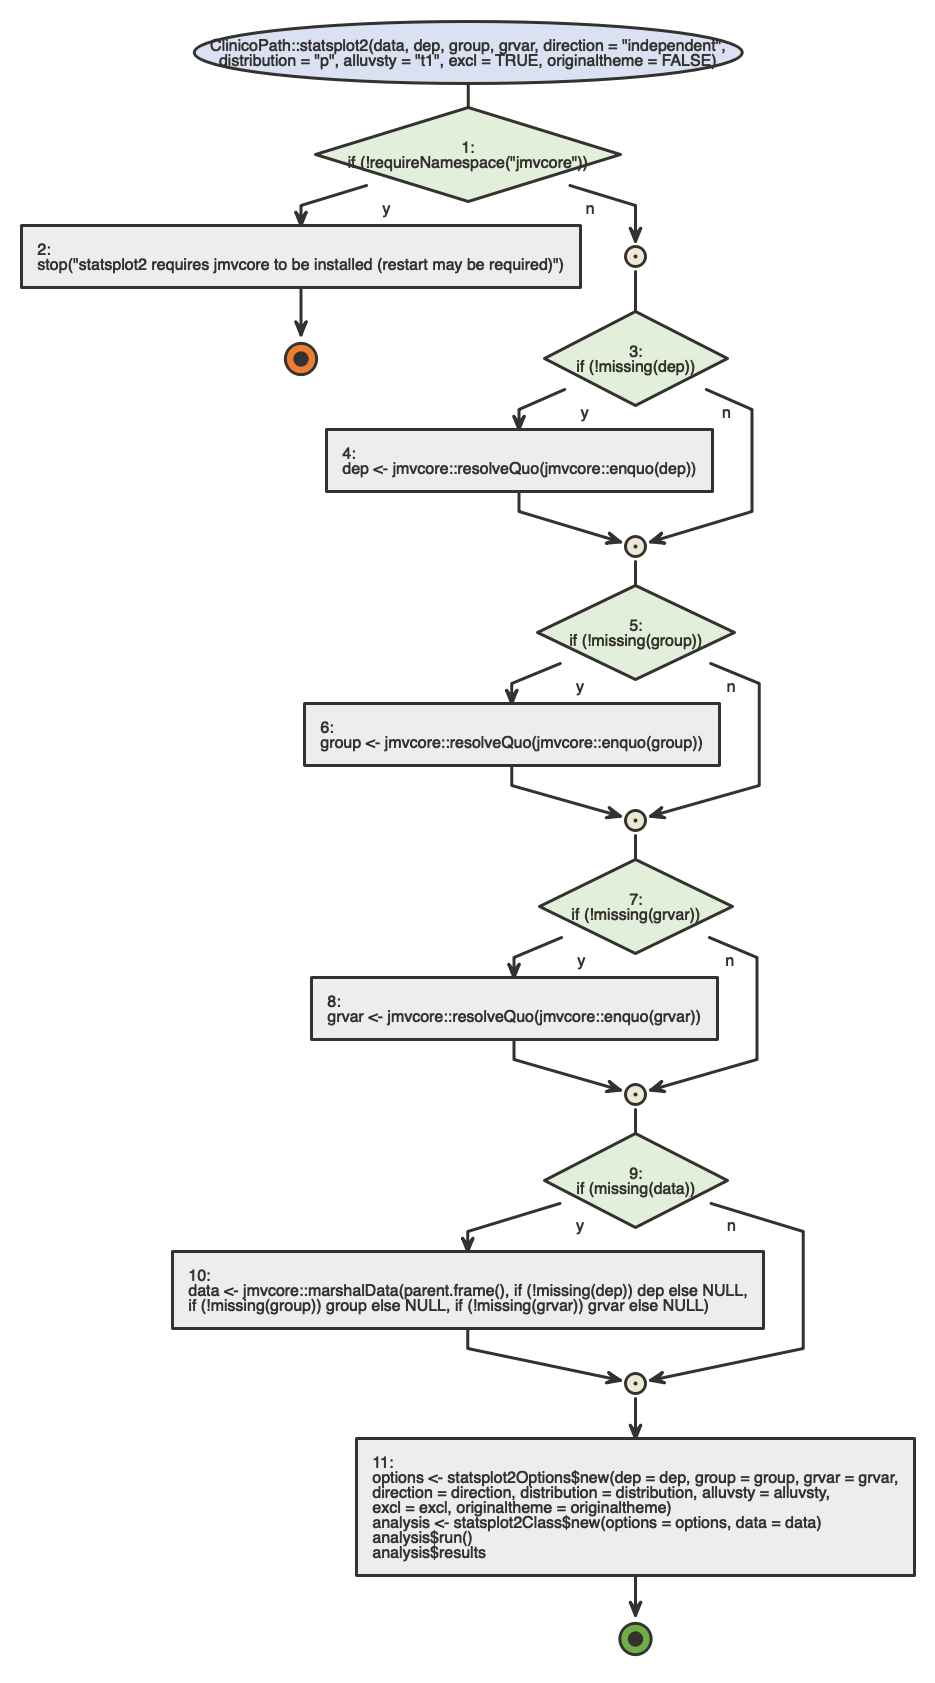 ClinicoPath::statsplot2(data, dep, group, grvar, direction = "independent",
distribution = "p", alluvsty = "t1", excl = TRUE, originaltheme = FALSE)
1:
if (!requireNamespace("jmvcore"))
y
n
2:
stop("statsplot2 requires jmvcore to be installed (restart may be required)")
3:
if (!missing(dep))
y
n
4:
dep <- jmvcore::resolveQuo(jmvcore::enquo(dep))
5:
if (!missing(group))
y
n
6:
group <- jmvcore::resolveQuo(jmvcore::enquo(group))
7:
if (!missing(grvar))
y
n
8:
grvar <- jmvcore::resolveQuo(jmvcore::enquo(grvar))
9:
if (missing(data))
y
n
10:
data <- jmvcore::marshalData(parent.frame(), if (!missing(dep)) dep else NULL,
if (!missing(group)) group else NULL, if (!missing(grvar)) grvar else NULL)
11:
options <- statsplot2Options$new(dep = dep, group = group, grvar = grvar,
direction = direction, distribution = distribution, alluvsty = alluvsty,
excl = excl, originaltheme = originaltheme)
analysis <- statsplot2Class$new(options = options, data = data)
analysis$run()
analysis$results